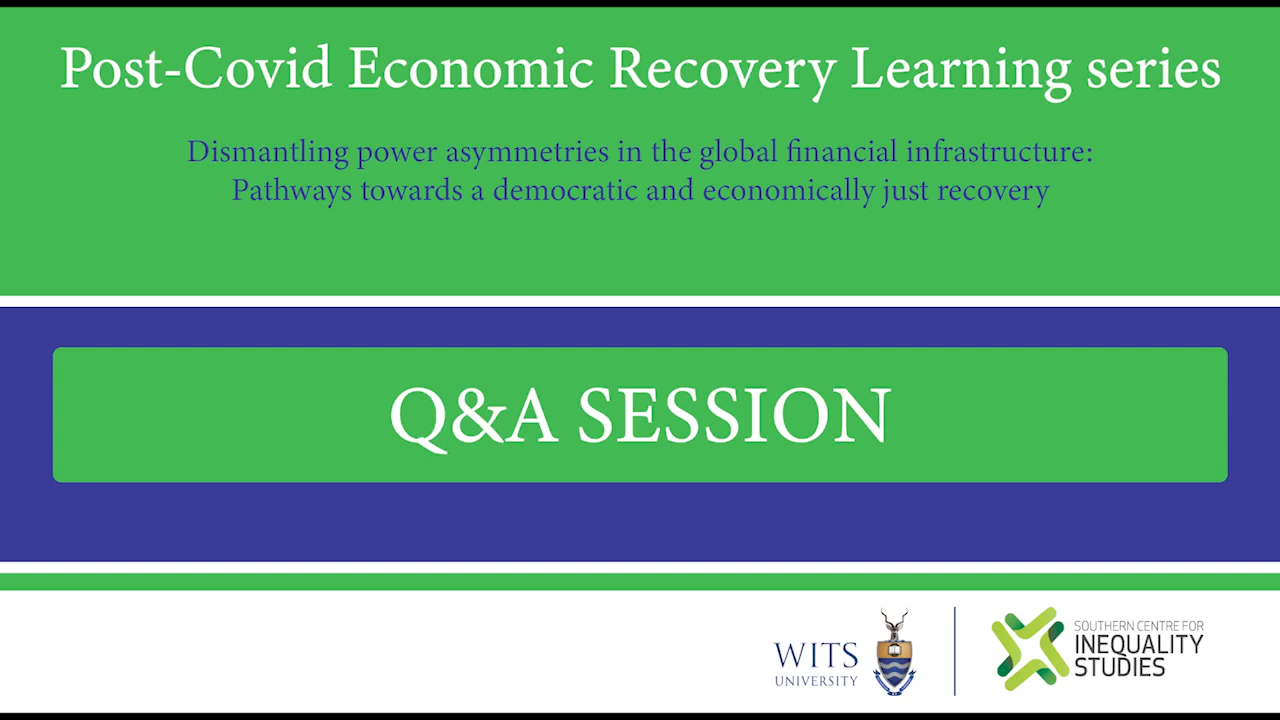 Post-Covid Economic Recovery Learning series
Dismantling power asymmetries in the global financial infrastructure:
Pathways towards a democratic and economically just recovery
Q&A SESSION
WITS
UNIVERSITY
SOUTHERN CENTRE FOR
INEQUALITY
STUDIES